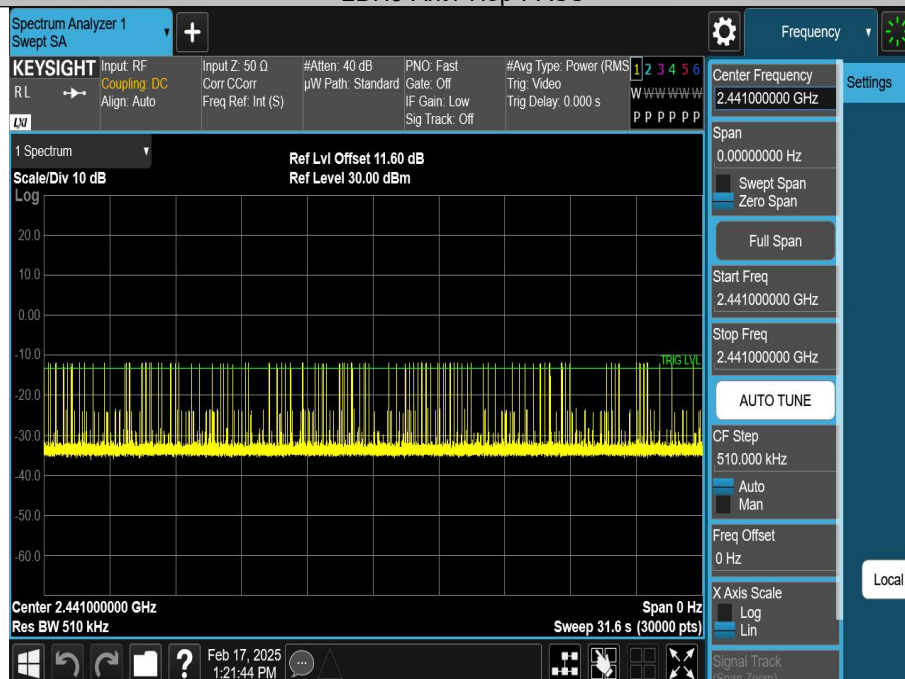 Spectrum Analyzer 1
Swept SA
Frequency
KEYSIGHT
RL
LXI
Input: RF
Coupling: DC
Align: Auto
Input Z: 50 Ω
Corr CCorr
Freq Ref: Int (S)
#Atten: 40 dB
µW Path: Standard
PNO: Fast
Gate: Off
IF Gain: Low
Sig Track: Off
#Avg Type: Power (RMS
Trig: Video
Trig Delay: 0.000 s
1 2 3 4 5 6
W W W W W W
P P P P P P
1 Spectrum
Scale/Div 10 dB
Log
Ref Lvl Offset 11.60 dB
Ref Level 30.00 dBm
20.0
10.0
0.00
-10.0
-20.0
-30.0
-40.0
-50.0
-60.0
TRIG LVL
Center 2.441000000 GHz
Res BW 510 kHz
Span 0 Hz
Sweep 31.6 s (30000 pts)
Center Frequency
2.441000000 GHz
Settings
Span
0.00000000 Hz
Swept Span
Zero Span
Full Span
Start Freq
2.441000000 GHz
Stop Freq
2.441000000 GHz
AUTO TUNE
CF Step
510.000 kHz
Auto
Man
Freq Offset
0 Hz
Local
X Axis Scale
Log
Lin
Signal Track
(Span Zoom)
?
Feb 17, 2025
1:21:44 PM